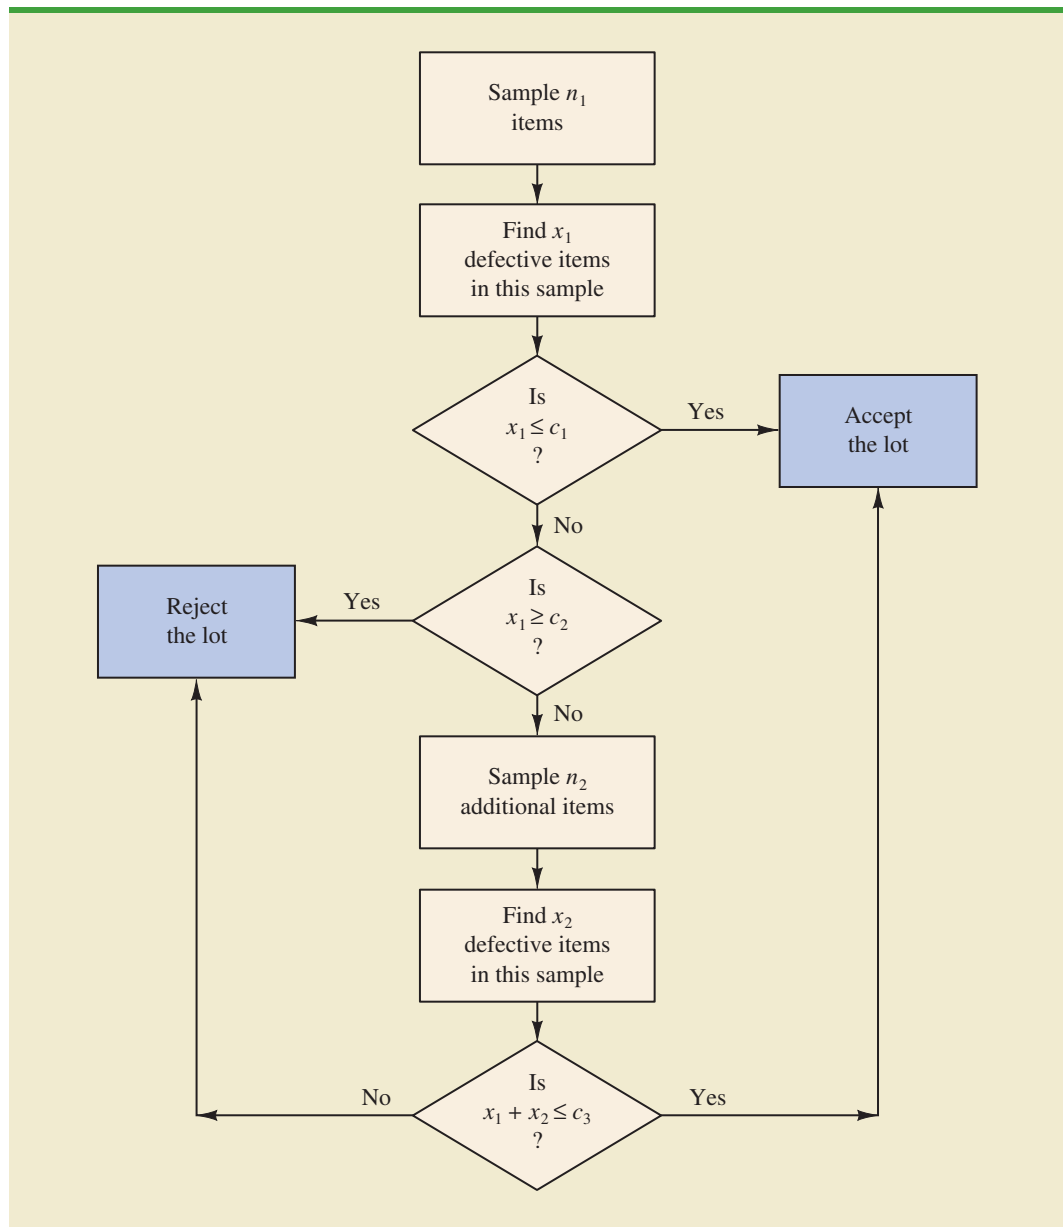 Sample n₁
items
Find x₁
defective items
in this sample
Is
x₁ ≤ c₁
?
Yes
Accept
the lot
No
Is
x₁ ≥ c₂
?
Yes
Reject
the lot
No
Sample n₂
additional items
Find x₂
defective items
in this sample
Is
x₁ + x₂ ≤ c₃
?
No
Yes